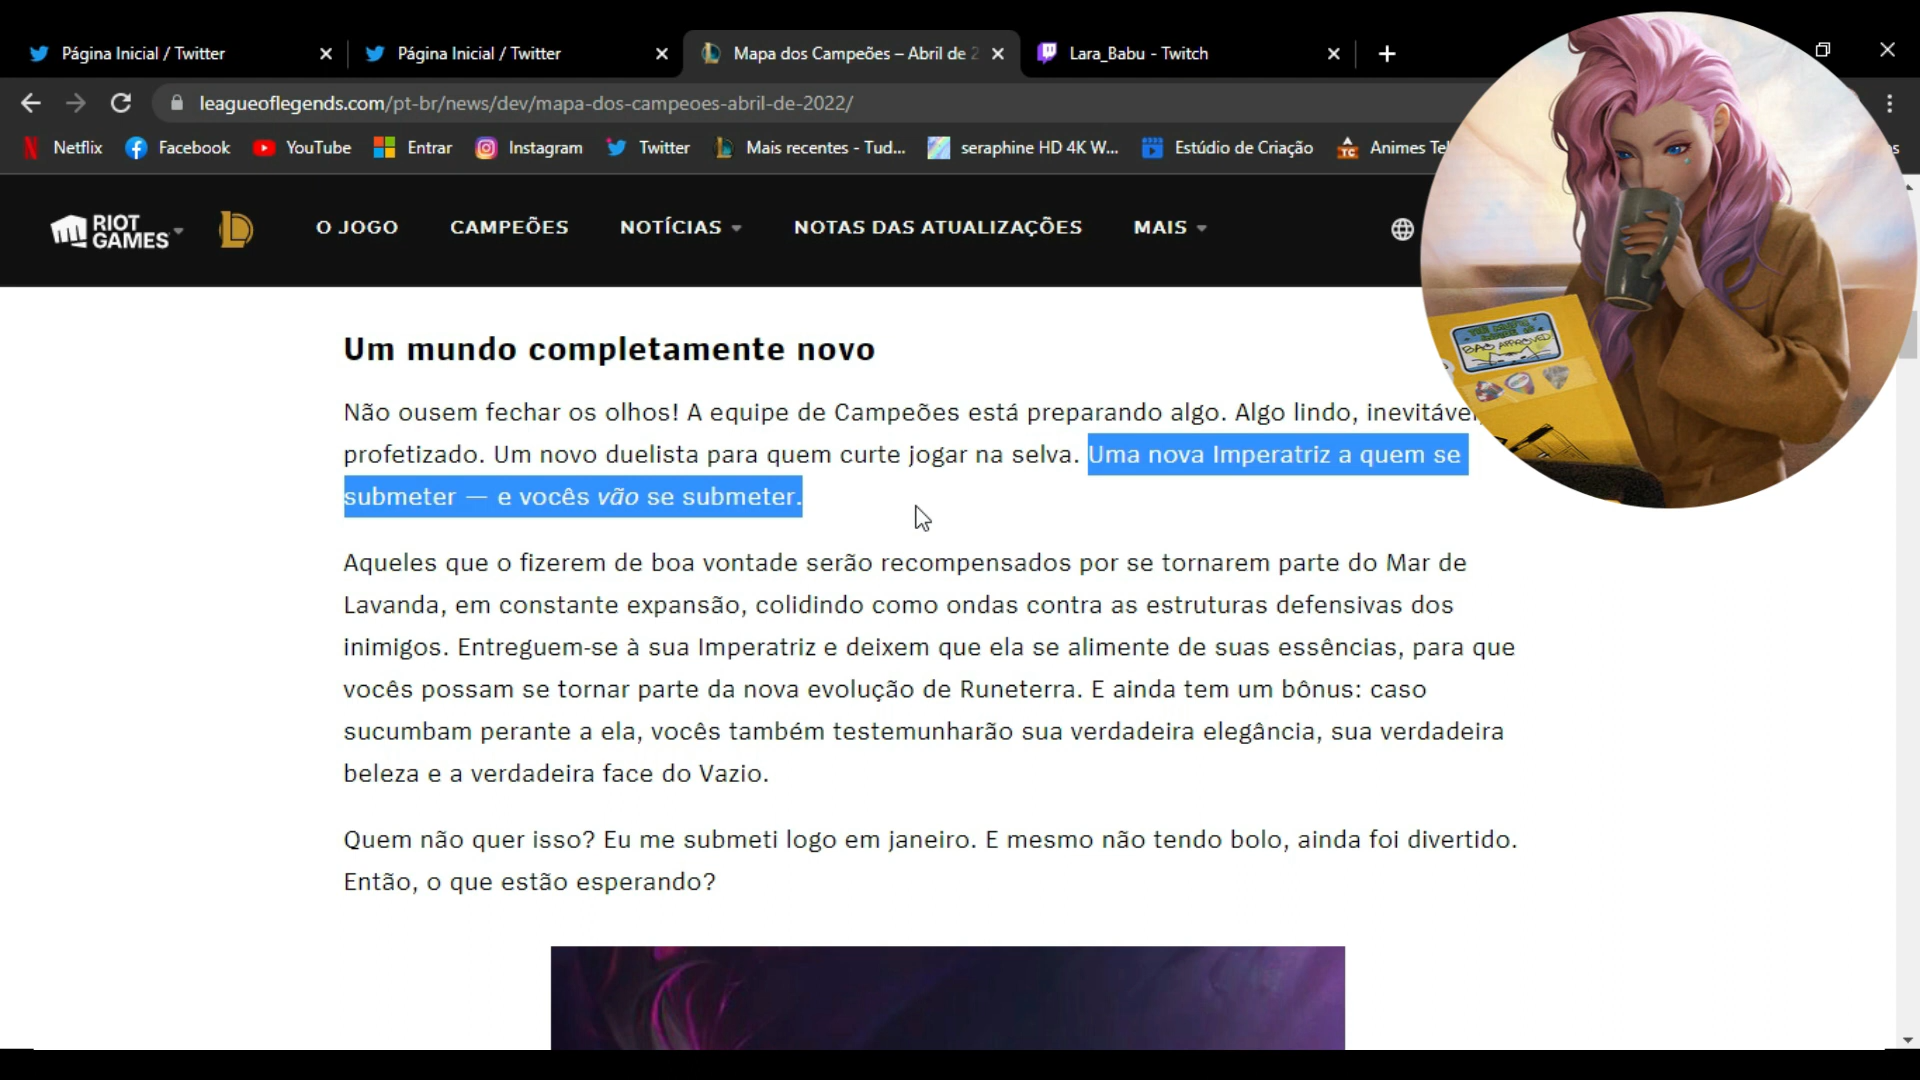 Página Inicial / Twitter
Página Inicial / Twitter
Mapa dos Campeões – Abril de 2
Lara_Babu - Twitch
leagueoflegends.com/pt-br/news/dev/mapa-dos-campeoes-abril-de-2022/
Netflix
Facebook
YouTube
Entrar
Instagram
Twitter
Mais recentes - Tud...
seraphine HD 4K W...
Estúdio de Criação
Animes Tel
RIOT
GAMES
O JOGO
CAMPEÕES
NOTÍCIAS
NOTAS DAS ATUALIZAÇÕES
MAIS
Um mundo completamente novo
Não ousem fechar os olhos! A equipe de Campeões está preparando algo. Algo lindo, inevitável,
profetizado. Um novo duelista para quem curte jogar na selva. Uma nova Imperatriz a quem se
submeter — e vocês vão se submeter.
Aqueles que o fizerem de boa vontade serão recompensados por se tornarem parte do Mar de
Lavanda, em constante expansão, colidindo como ondas contra as estruturas defensivas dos
inimigos. Entreguem-se à sua Imperatriz e deixem que ela se alimente de suas essências, para que
vocês possam se tornar parte da nova evolução de Runeterra. E ainda tem um bônus: caso
sucumbam perante a ela, vocês também testemunharão sua verdadeira elegância, sua verdadeira
beleza e a verdadeira face do Vazio.
Quem não quer isso? Eu me submeti logo em janeiro. E mesmo não tendo bolo, ainda foi divertido.
Então, o que estão esperando?
BAO APPROVED